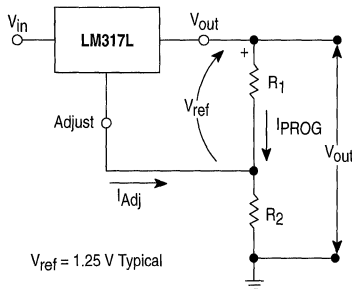 Vin
LM317L
Vout
+
R1
Adjust
Vref
IPROG
Vout
IAdj
R2
Vref = 1.25 V Typical